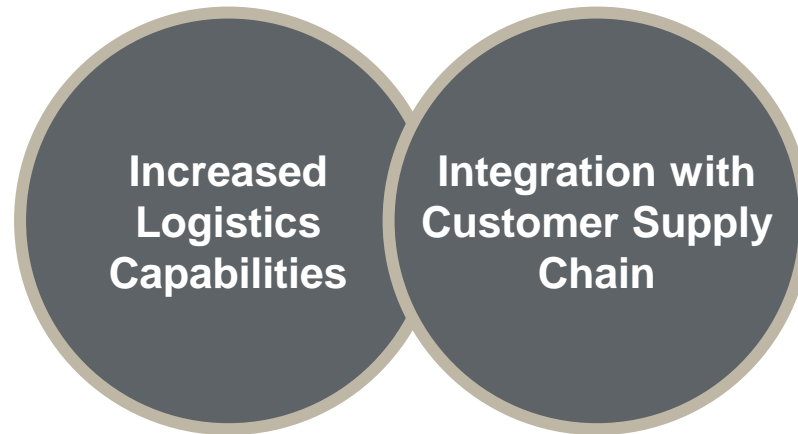 Increased
Logistics
Capabilities
Integration with
Customer Supply
Chain